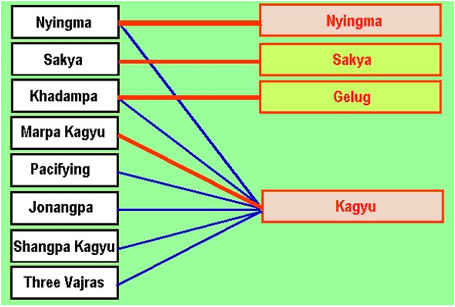 Nyingma
Sakya
Khadampa
Marpa Kagyu
Pacifying
Jonangpa
Shangpa Kagyu
Three Vajras
Nyingma
Sakya
Gelug
Kagyu